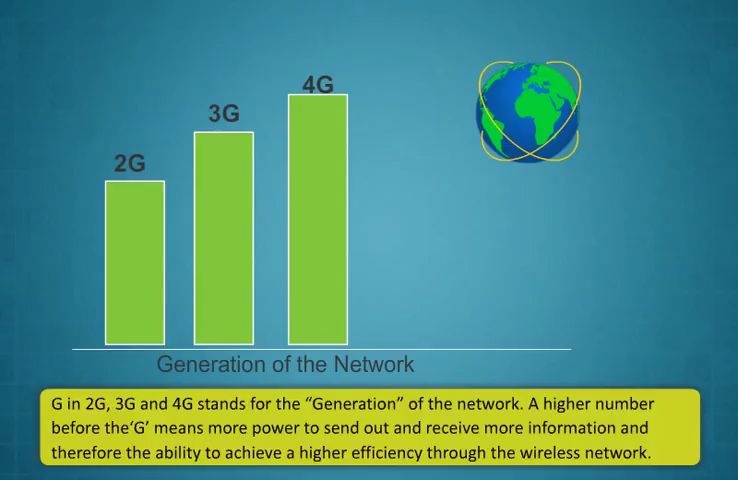 4G
3G
2G
Generation of the Network
G in 2G, 3G and 4G stands for the “Generation” of the network. A higher number
before the‘G’ means more power to send out and receive more information and
therefore the ability to achieve a higher efficiency through the wireless network.